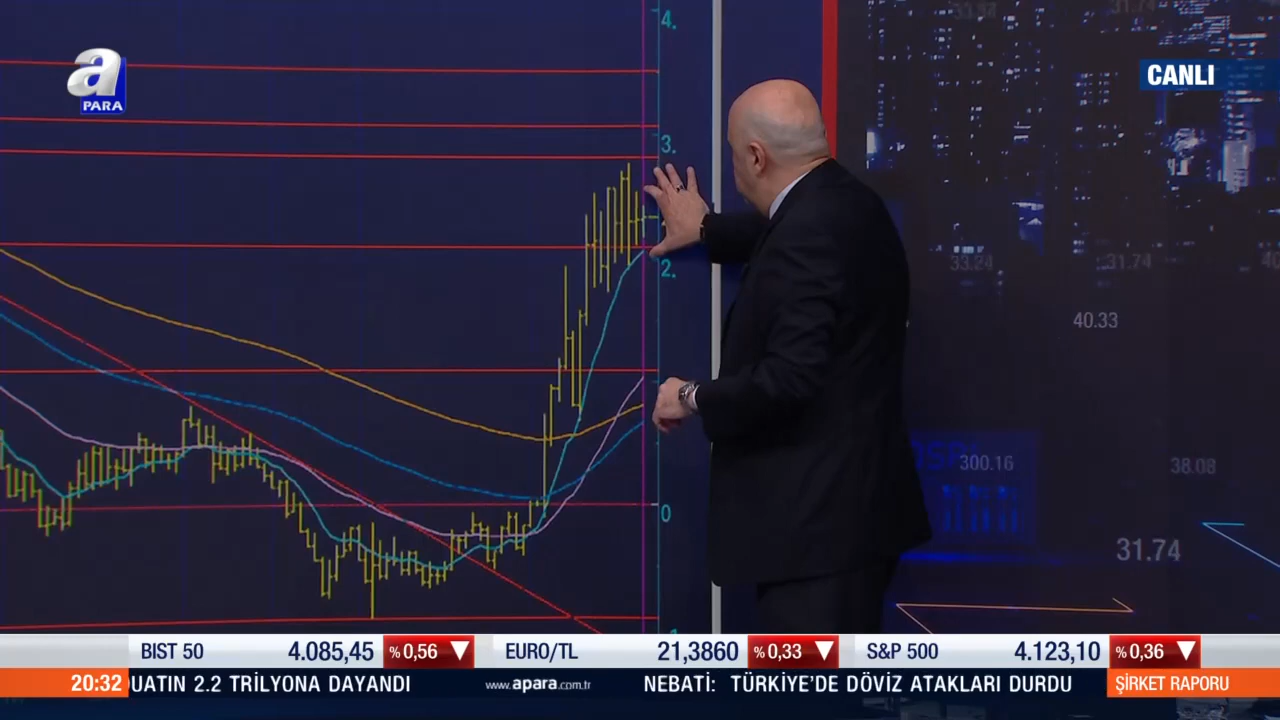 a
PARA
CANLI
4.
3.
2.
0
33.24
31.74
40.33
300.16
38.08
31.74
BIST 50 4.085,45 %0,56
EURO/TL 21,3860 %0,33
S&P 500 4.123,10 %0,36
20:32
UATIN 2.2 TRİLYONA DAYANDI
www.apara.com.tr
NEBATİ: TÜRKİYE'DE DÖVİZ ATAKLARI DURDU
ŞİRKET RAPORU